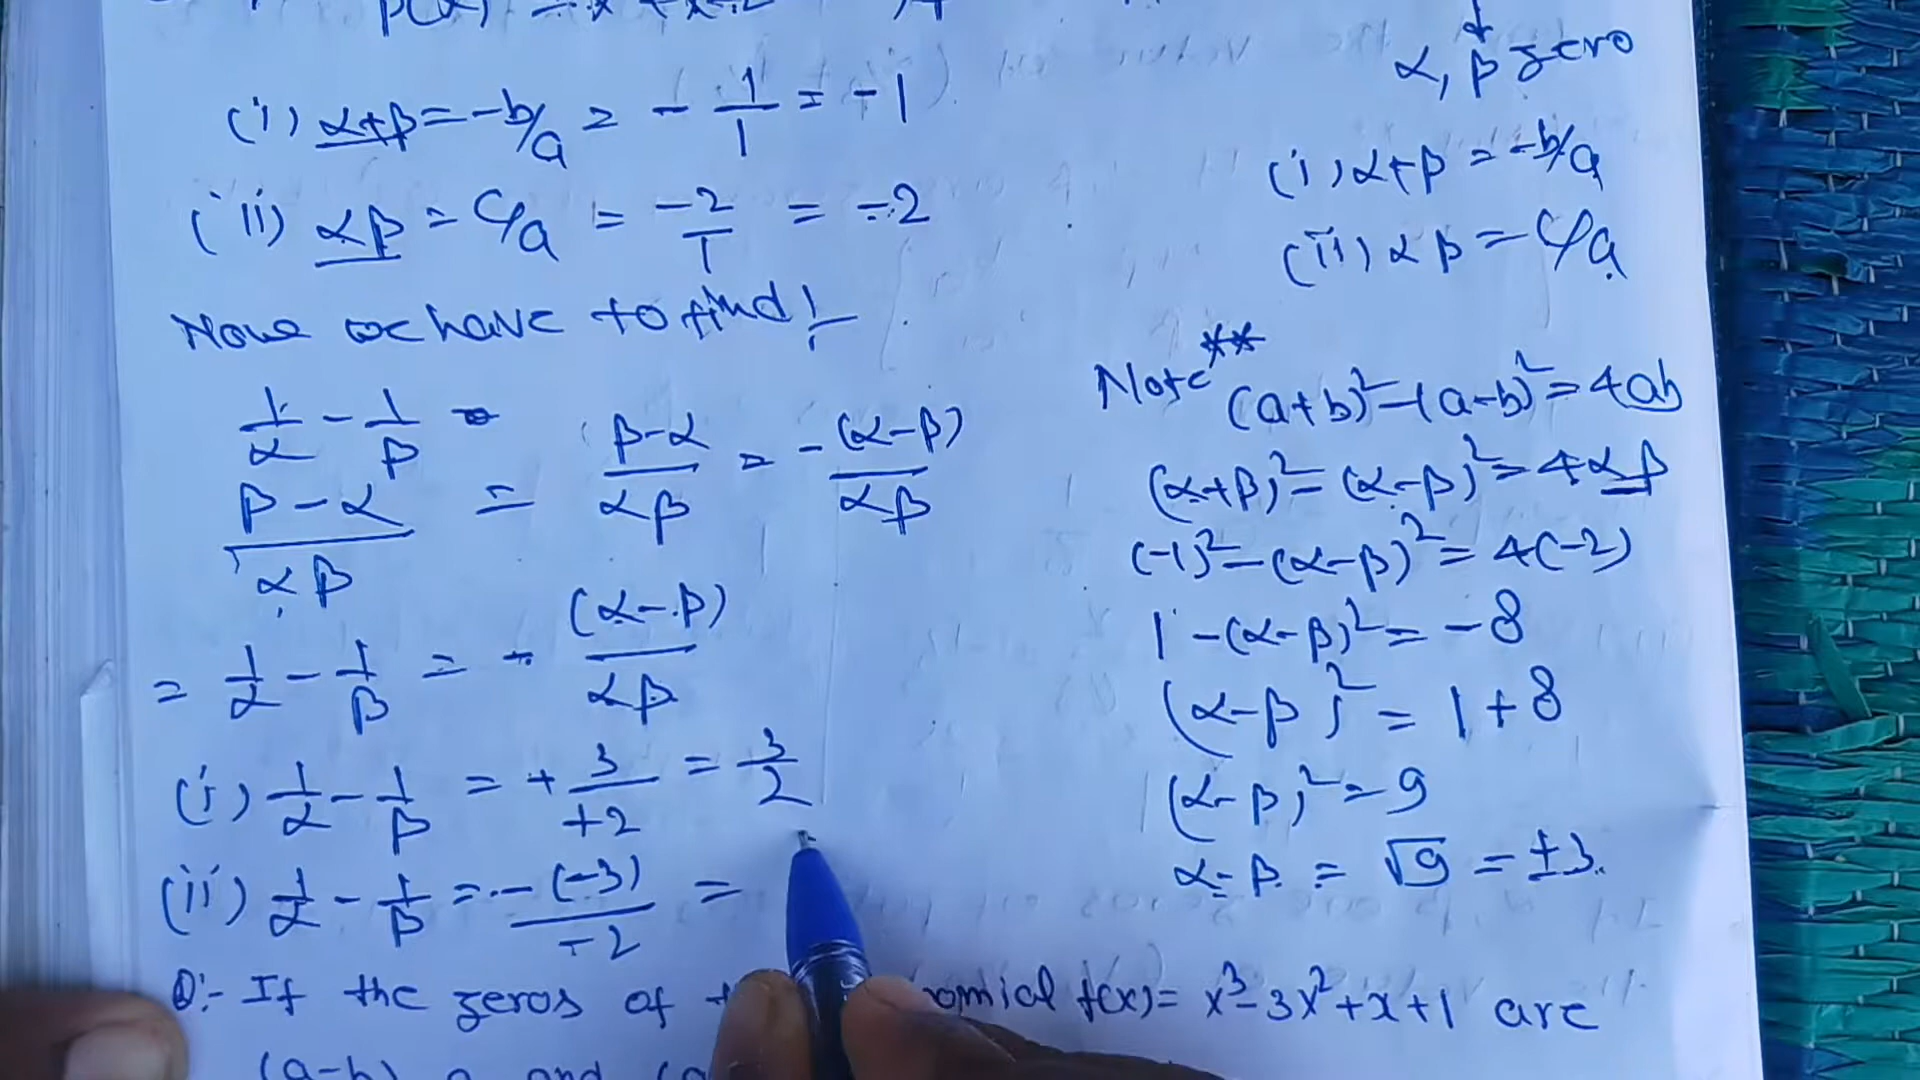 p(x) = x² + x - 2
(i) α+β = -b/a = - 1/1 = -1
(ii) αβ = c/a = -2/1 = -2
Now we have to find :-
1/α - 1/β =
β-α/αβ = β-α/αβ = -(α-β)/αβ
= 1/α - 1/β = - (α-β)/αβ
(i) 1/α - 1/β = + 3/+2 = 3/2
(ii) 1/α - 1/β = - (-3)/-2 =
Q:- If the zeros of f(x) = x³-3x²+x+1 are
(a-b) a and
α, β zero
(i) α+β = -b/a
(ii) αβ = c/a
Note** (a+b)²-(a-b)² = 4ab
(α+β)² = (α-β)² = 4αβ
(-1)² - (α-β)² = 4(-2)
1 - (α-β)² = -8
(α-β)² = 1+8
(α-β)² = 9
α-β = √9 = ±3.